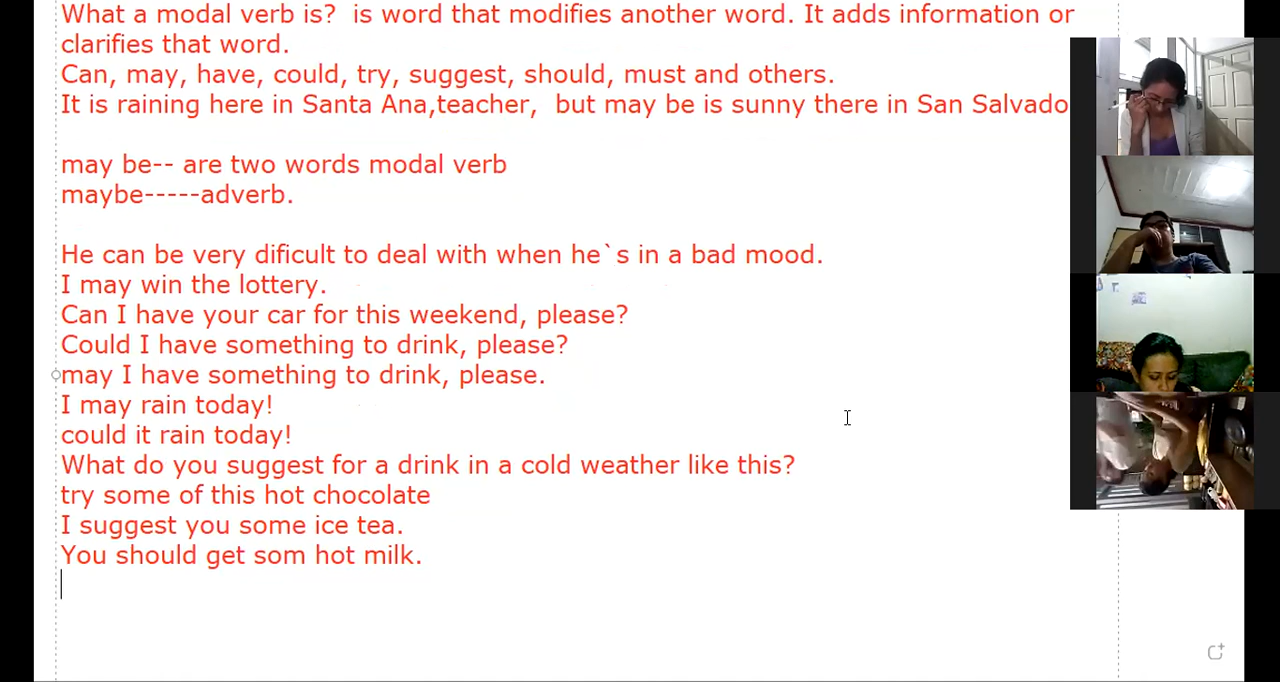 What a modal verb is?  is word that modifies another word. It adds information or
clarifies that word.
Can, may, have, could, try, suggest, should, must and others.
It is raining here in Santa Ana,teacher,  but may be is sunny there in San Salvado
may be-- are two words modal verb
maybe-----adverb.
He can be very dificult to deal with when he`s in a bad mood.
I may win the lottery.
Can I have your car for this weekend, please?
Could I have something to drink, please?
may I have something to drink, please.
I may rain today!
could it rain today!
What do you suggest for a drink in a cold weather like this?
try some of this hot chocolate
I suggest you some ice tea.
You should get som hot milk.